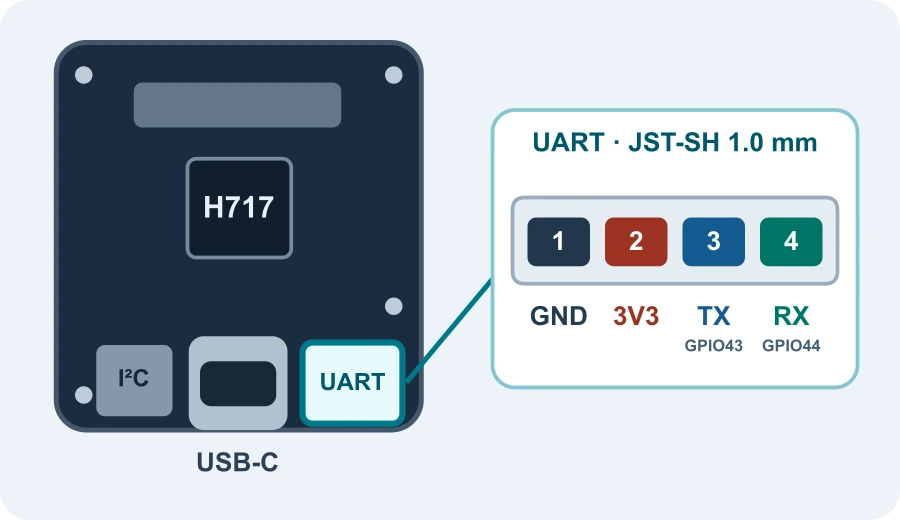 H717
I²C
UART
USB-C
UART · JST-SH 1.0 mm
1 2 3 4
GND 3V3 TX RX
GPIO43 GPIO44